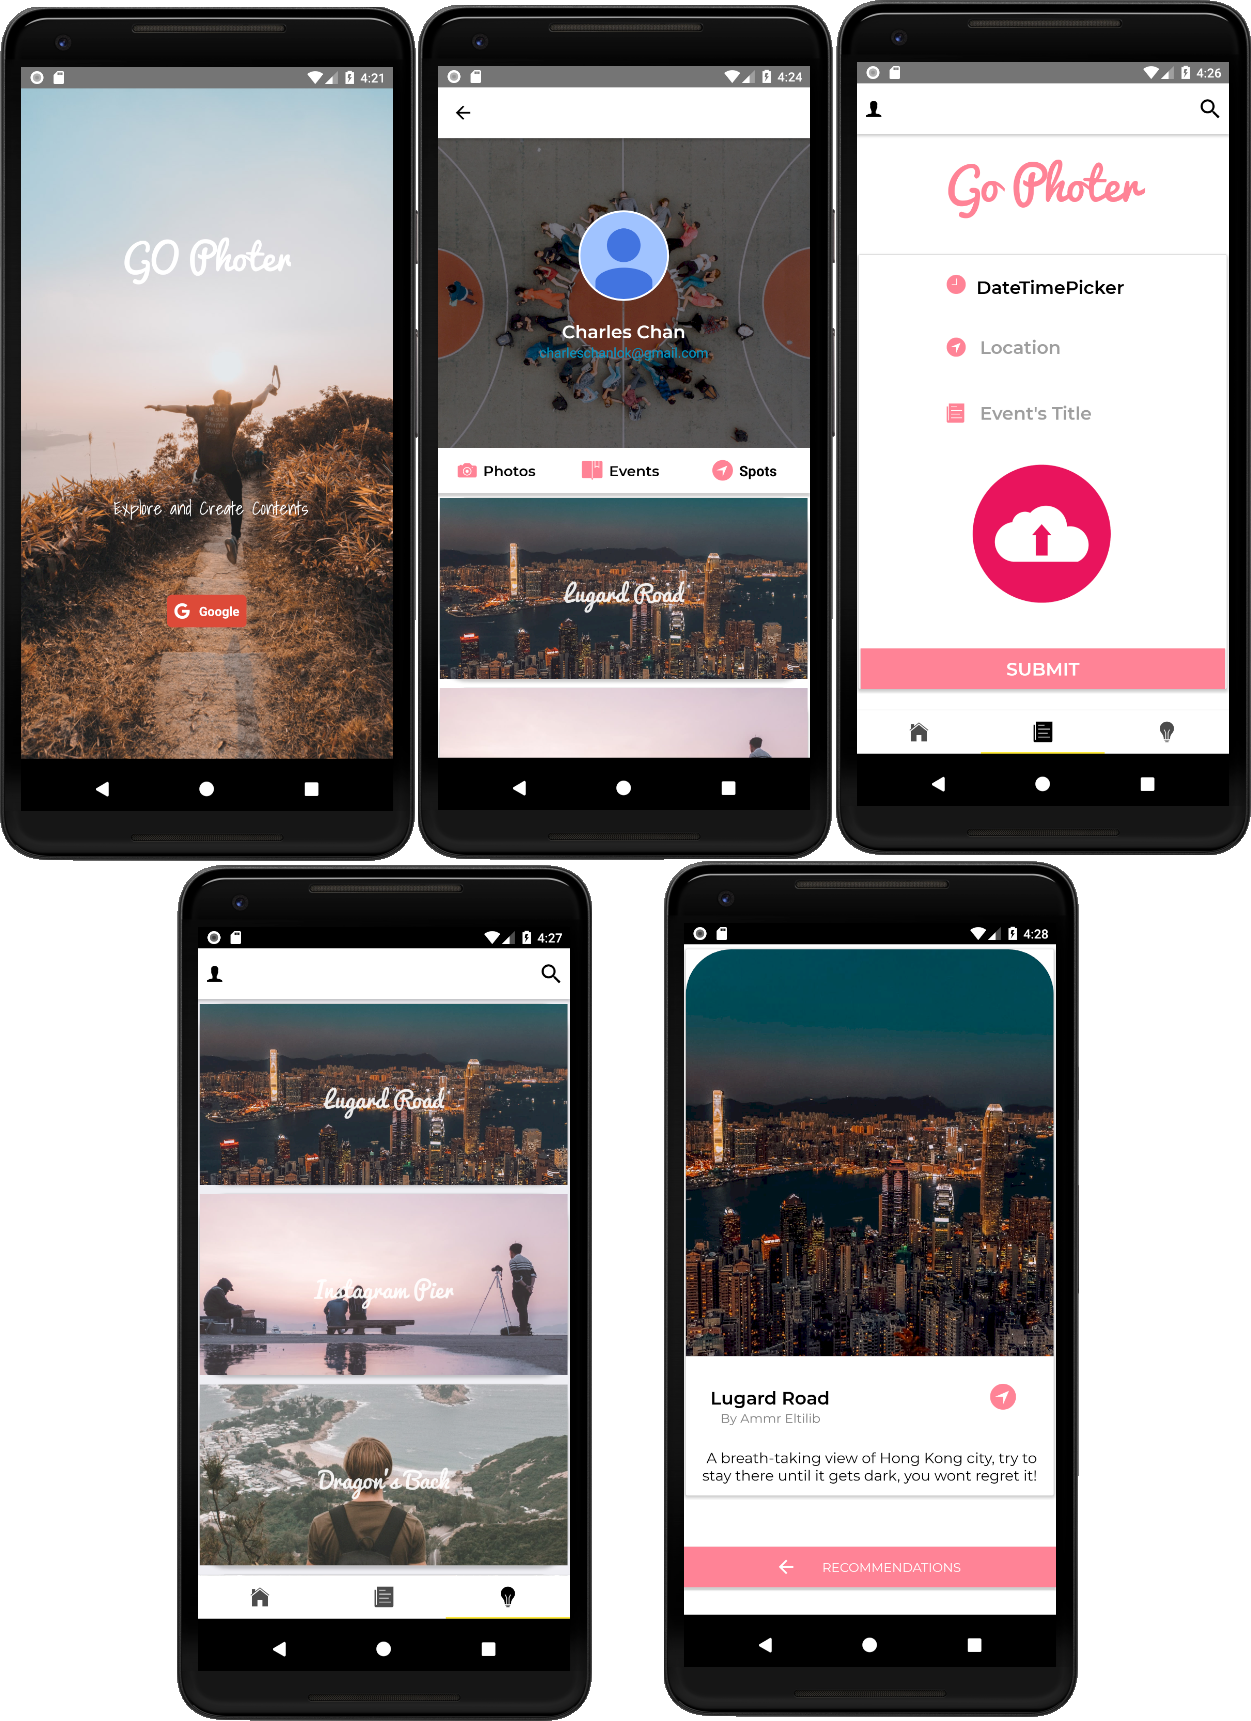 4:21
GO Photer
Explore and Create Contents
Google
4:24
Charles Chan
charleschanlok@gmail.com
Photos
Events
Spots
Lugard Road
4:26
Go Photer
DateTimePicker
Location
Event's Title
SUBMIT
4:27
Lugard Road
Instagram Pier
Dragon's Back
4:28
Lugard Road
By Ammr Eltilib
A breath-taking view of Hong Kong city, try to
stay there until it gets dark, you wont regret it!
RECOMMENDATIONS